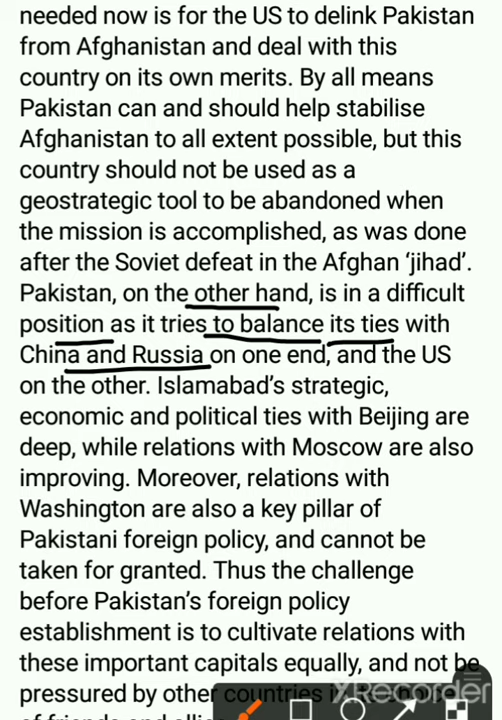 needed now is for the US to delink Pakistan
from Afghanistan and deal with this
country on its own merits. By all means
Pakistan can and should help stabilise
Afghanistan to all extent possible, but this
country should not be used as a
geostrategic tool to be abandoned when
the mission is accomplished, as was done
after the Soviet defeat in the Afghan ‘jihad’.
Pakistan, on the other hand, is in a difficult
position as it tries to balance its ties with
China and Russia on one end, and the US
on the other. Islamabad’s strategic,
economic and political ties with Beijing are
deep, while relations with Moscow are also
improving. Moreover, relations with
Washington are also a key pillar of
Pakistani foreign policy, and cannot be
taken for granted. Thus the challenge
before Pakistan’s foreign policy
establishment is to cultivate relations with
these important capitals equally, and not be
pressured by other countries
XRecorder